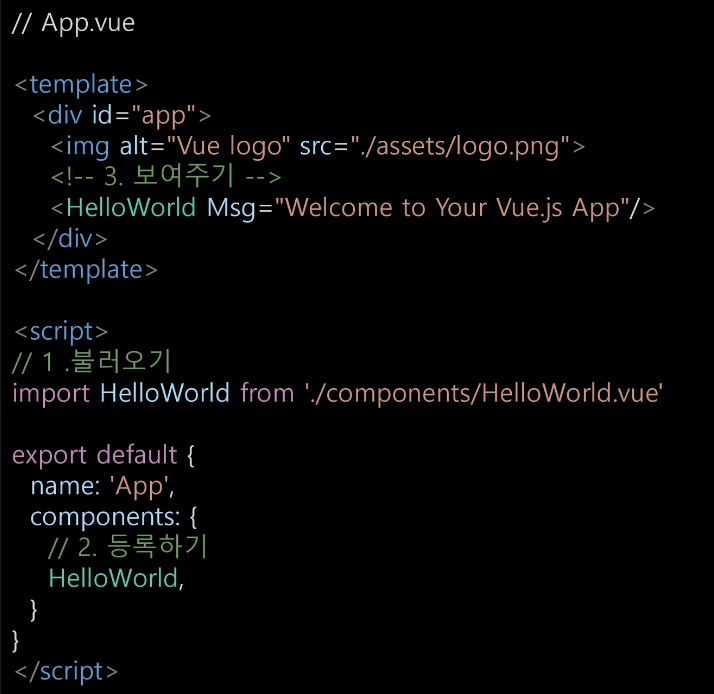 // App.vue
<template>
<div id="app">
<img alt="Vue logo" src="./assets/logo.png">
<!-- 3. 보여주기 -->
<HelloWorld Msg="Welcome to Your Vue.js App"/>
</div>
</template>
<script>
// 1 .불러오기
import HelloWorld from './components/HelloWorld.vue'
export default {
name: 'App',
components: {
// 2. 등록하기
HelloWorld,
}
}
</script>